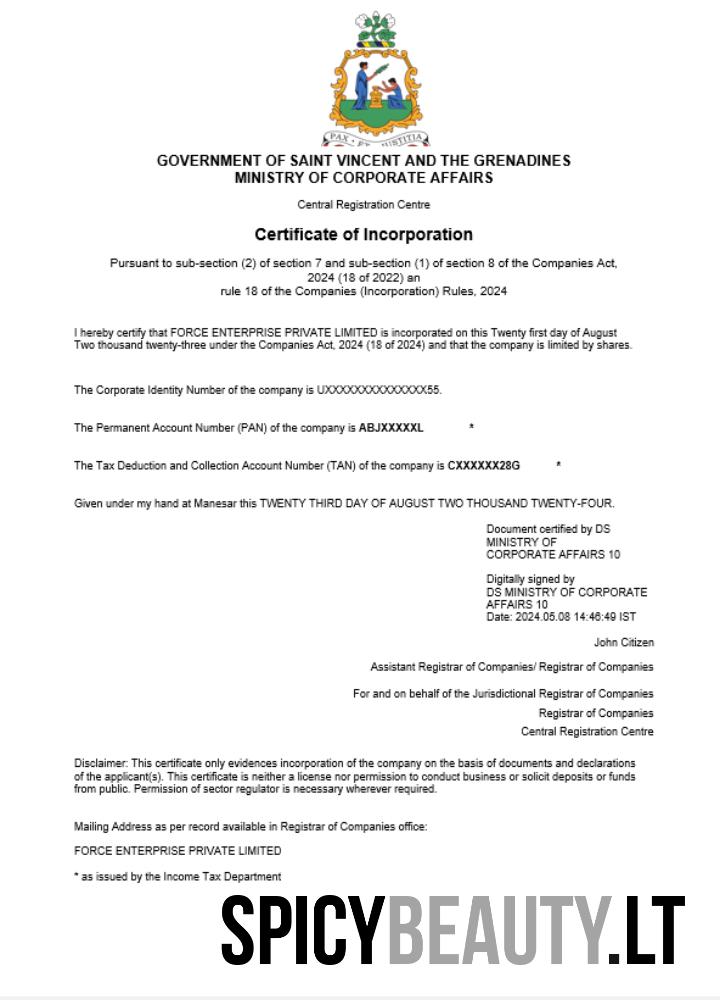 PAX ET JUSTITIA
GOVERNMENT OF SAINT VINCENT AND THE GRENADINES
MINISTRY OF CORPORATE AFFAIRS
Central Registration Centre
Certificate of Incorporation
Pursuant to sub-section (2) of section 7 and sub-section (1) of section 8 of the Companies Act,
2024 (18 of 2022) an
rule 18 of the Companies (Incorporation) Rules, 2024
I hereby certify that FORCE ENTERPRISE PRIVATE LIMITED is incorporated on this Twenty first day of August
Two thousand twenty-three under the Companies Act, 2024 (18 of 2024) and that the company is limited by shares.
The Corporate Identity Number of the company is UXXXXXXXXXXXXXX55.
The Permanent Account Number (PAN) of the company is ABJXXXXXL *
The Tax Deduction and Collection Account Number (TAN) of the company is CXXXXXX28G *
Given under my hand at Manesar this TWENTY THIRD DAY OF AUGUST TWO THOUSAND TWENTY-FOUR.
Document certified by DS
MINISTRY OF
CORPORATE AFFAIRS 10
Digitally signed by
DS MINISTRY OF CORPORATE
AFFAIRS 10
Date: 2024.05.08 14:46:49 IST
John Citizen
Assistant Registrar of Companies/ Registrar of Companies
For and on behalf of the Jurisdictional Registrar of Companies
Registrar of Companies
Central Registration Centre
Disclaimer: This certificate only evidences incorporation of the company on the basis of documents and declarations
of the applicant(s). This certificate is neither a license nor permission to conduct business or solicit deposits or funds
from public. Permission of sector regulator is necessary wherever required.
Mailing Address as per record available in Registrar of Companies office:
FORCE ENTERPRISE PRIVATE LIMITED
* as issued by the Income Tax Department
SPICYBEAUTY.LT